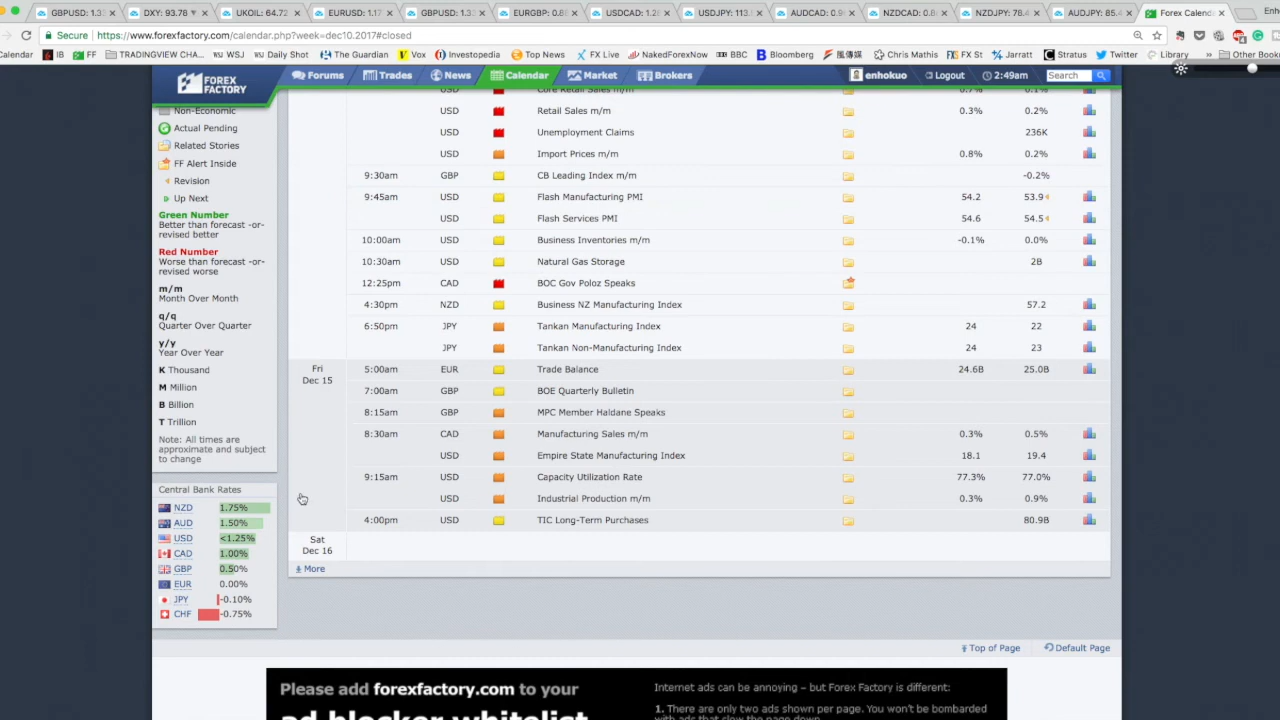 GBPUSD: 1.3
DXY: 93.78
UKOIL: 64.72
EURUSD: 1.1
GBPUSD: 1.3
EURGBP: 0.8
USDCAD: 1.2
USDJPY: 113.
AUDCAD: 0.9
NZDCAD: 0.8
NZDJPY: 78.4
AUDJPY: 85.4
Forex Calend
Enh
Secure
https://www.forexfactory.com/calendar.php?week=dec10.2017#closed
Calendar IB FF TRADINGVIEW CHA... WSJ Daily Shot The Guardian Vox Investopedia Top News FX Live NakedForexNow BBC Bloomberg 風傳媒 Chris Mathis FX St Jarratt Stratus Twitter Library » Other Book
FOREX FACTORY
Forums Trades News Calendar Market Brokers enhokuo Logout 2:49am Search
Non-Economic
Actual Pending
Related Stories
FF Alert Inside
Revision
Up Next
Green Number
Better than forecast -or-
revised better
Red Number
Worse than forecast -or-
revised worse
m/m
Month Over Month
q/q
Quarter Over Quarter
y/y
Year Over Year
K Thousand
M Million
B Billion
T Trillion
Note: All times are
approximate and subject
to change
Central Bank Rates
NZD 1.75%
AUD 1.50%
USD <1.25%
CAD 1.00%
GBP 0.50%
EUR 0.00%
JPY -0.10%
CHF -0.75%
USD Core Retail Sales m/m 0.7% 0.1%
USD Retail Sales m/m 0.3% 0.2%
USD Unemployment Claims 236K
USD Import Prices m/m 0.8% 0.2%
9:30am GBP CB Leading Index m/m -0.2%
9:45am USD Flash Manufacturing PMI 54.2 53.9
USD Flash Services PMI 54.6 54.5
10:00am USD Business Inventories m/m -0.1% 0.0%
10:30am USD Natural Gas Storage 2B
12:25pm CAD BOC Gov Poloz Speaks
4:30pm NZD Business NZ Manufacturing Index 57.2
6:50pm JPY Tankan Manufacturing Index 24 22
JPY Tankan Non-Manufacturing Index 24 23
Fri
Dec 15
5:00am EUR Trade Balance 24.6B 25.0B
7:00am GBP BOE Quarterly Bulletin
8:15am GBP MPC Member Haldane Speaks
8:30am CAD Manufacturing Sales m/m 0.3% 0.5%
USD Empire State Manufacturing Index 18.1 19.4
9:15am USD Capacity Utilization Rate 77.3% 77.0%
USD Industrial Production m/m 0.3% 0.9%
4:00pm USD TIC Long-Term Purchases 80.9B
Sat
Dec 16
More
Top of Page Default Page
Please add forexfactory.com to your
ad blocker whitelist
Internet ads can be annoying – but Forex Factory is different:
1. There are only two ads shown per page. You won't be bombarded
with ads that slow the page down.